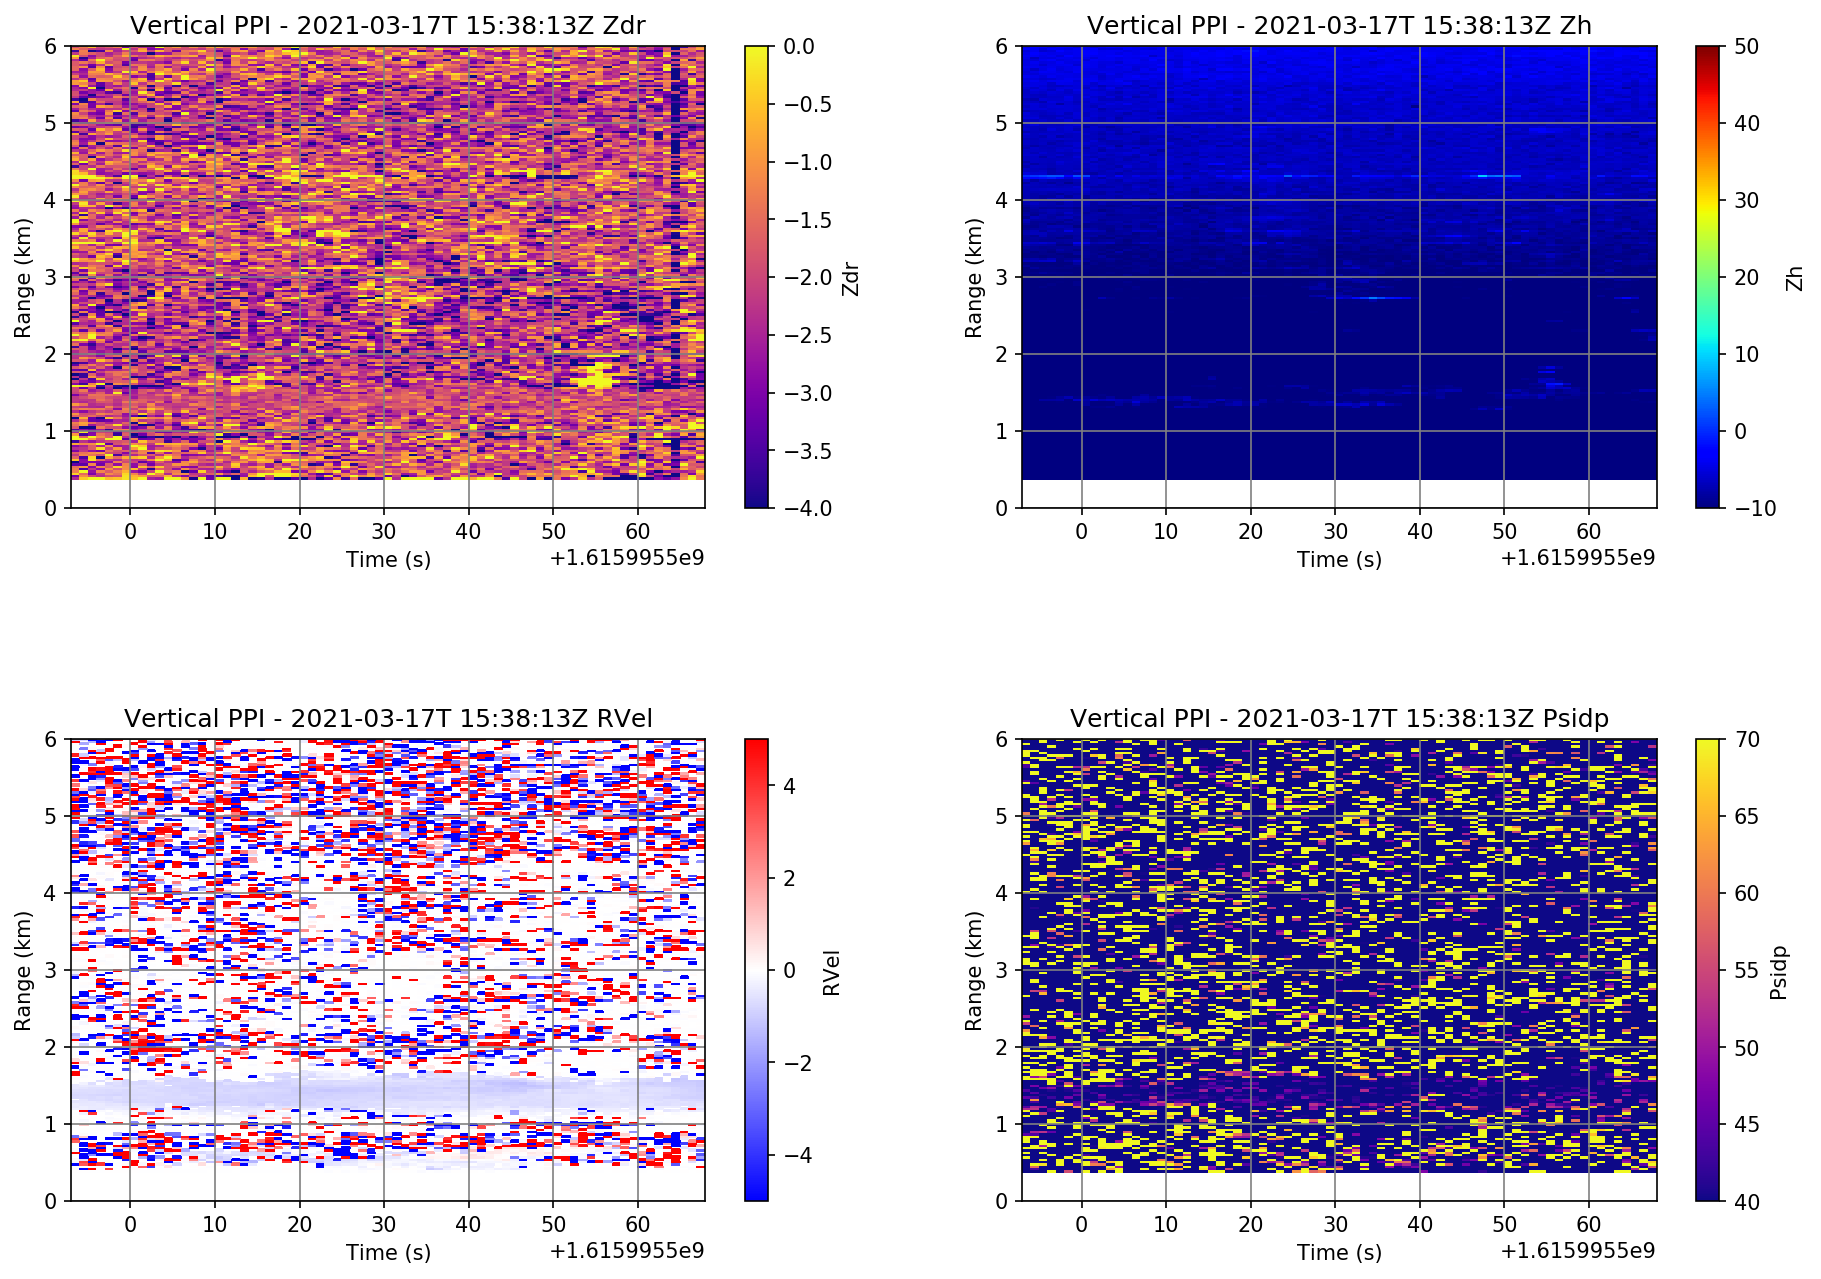 Vertical PPI - 2021-03-17T 15:38:13Z Zdr
6
5
4
3
2
1
0
Range (km)
0 10 20 30 40 50 60
Time (s)
+1.6159955e9
0.0
−0.5
−1.0
−1.5
−2.0
−2.5
−3.0
−3.5
−4.0
Zdr
Vertical PPI - 2021-03-17T 15:38:13Z Zh
6
5
4
3
2
1
0
Range (km)
0 10 20 30 40 50 60
Time (s)
+1.6159955e9
50
40
30
20
10
0
−10
Zh
Vertical PPI - 2021-03-17T 15:38:13Z RVel
6
5
4
3
2
1
0
Range (km)
0 10 20 30 40 50 60
Time (s)
+1.6159955e9
4
2
0
−2
−4
RVel
Vertical PPI - 2021-03-17T 15:38:13Z Psidp
6
5
4
3
2
1
0
Range (km)
0 10 20 30 40 50 60
Time (s)
+1.6159955e9
70
65
60
55
50
45
40
Psidp